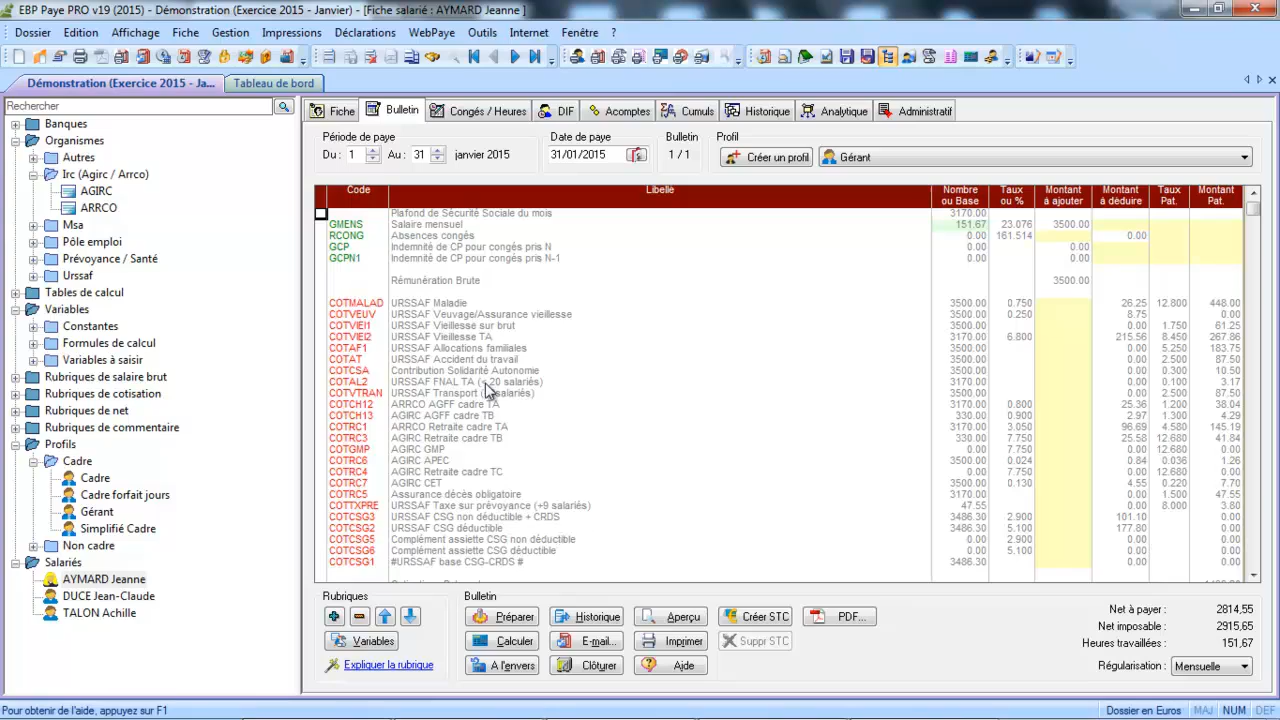 EBP Paye PRO v19 (2015) - Démonstration (Exercice 2015 - Janvier) - [Fiche salarié : AYMARD Jeanne ]
Dossier Edition Affichage Fiche Gestion Impressions Déclarations WebPaye Outils Internet Fenêtre ?
Démonstration (Exercice 2015 - Ja... Tableau de bord
Rechercher
Banques
Organismes
Autres
Irc (Agirc / Arrco)
AGIRC
ARRCO
Msa
Pôle emploi
Prévoyance / Santé
Urssaf
Tables de calcul
Variables
Constantes
Formules de calcul
Variables à saisir
Rubriques de salaire brut
Rubriques de cotisation
Rubriques de net
Rubriques de commentaire
Profils
Cadre
Cadre
Cadre forfait jours
Gérant
Simplifié Cadre
Non cadre
Salariés
AYMARD Jeanne
DUCE Jean-Claude
TALON Achille
Fiche Bulletin Congés / Heures DIF Acomptes Cumuls Historique Analytique Administratif
Période de paye Date de paye Bulletin Profil
Du : 1 Au : 31 janvier 2015 31/01/2015 1 / 1 Créer un profil Gérant
Code Libellé Nombre ou Base Taux ou % Montant à ajouter Montant à déduire Taux Pat. Montant Pat.
Plafond de Sécurité Sociale du mois 3170.00
GMENS Salaire mensuel 151.67 23.076 3500.00
RCONG Absences congés 0.00 161.514 0.00
GCP Indemnité de CP pour congés pris N 0.00 0.00
GCPN1 Indemnité de CP pour congés pris N-1 0.00 0.00
Rémunération Brute 3500.00
COTMALAD URSSAF Maladie 3500.00 0.750 26.25 12.800 448.00
COTVEUV URSSAF Veuvage/Assurance vieillesse 3500.00 0.250 8.75 0.00
COTVIEI1 URSSAF Vieillesse sur brut 3500.00 0.00 1.750 61.25
COTVIEI2 URSSAF Vieillesse TA 3170.00 6.800 215.56 8.450 267.86
COTAF1 URSSAF Allocations familiales 3500.00 0.00 5.250 183.75
COTAT URSSAF Accident du travail 3500.00 0.00 2.500 87.50
COTCSA Contribution Solidarité Autonomie 3500.00 0.00 0.300 10.50
COTAL2 URSSAF FNAL TA 20 salariés) 3170.00 0.00 0.100 3.17
COTVTRAN URSSAF Transport salariés) 3500.00 0.00 2.500 87.50
COTCH12 ARRCO AGFF cadre TA 3170.00 0.800 25.36 1.200 38.04
COTCH13 AGIRC AGFF cadre TB 330.00 0.900 2.97 1.300 4.29
COTRC1 ARRCO Retraite cadre TA 3170.00 3.050 96.69 4.580 145.19
COTRC3 AGIRC Retraite cadre TB 330.00 7.750 25.58 12.680 41.84
COTGMP AGIRC GMP 0.00 7.750 0.00 12.680 0.00
COTRC6 AGIRC APEC 3500.00 0.024 0.84 0.036 1.26
COTRC4 AGIRC Retraite cadre TC 0.00 7.750 0.00 12.680 0.00
COTRC7 AGIRC CET 3500.00 0.130 4.55 0.220 7.70
COTRC5 Assurance décès obligatoire 3170.00 0.00 1.500 47.55
COTTXPRE URSSAF Taxe sur prévoyance (+9 salariés) 47.55 0.00 8.000 3.80
COTCSG3 URSSAF CSG non déductible + CRDS 3486.30 2.900 101.10 0.00
COTCSG2 URSSAF CSG déductible 3486.30 5.100 177.80 0.00
COTCSG5 Complément assiette CSG non déductible 0.00 2.900 0.00 0.00
COTCSG6 Complément assiette CSG déductible 0.00 5.100 0.00 0.00
COTCSG1 #URSSAF base CSG-CRDS # 3486.30 0.00 0.00
Rubriques Bulletin
Préparer Historique Aperçu Créer STC PDF...
Variables Calculer E-mail... Imprimer Suppr STC
Expliquer la rubrique A l'envers Clôturer Aide
Net à payer : 2814,55
Net imposable : 2915,65
Heures travaillées : 151,67
Régularisation : Mensuelle
Pour obtenir de l'aide, appuyez sur F1 Dossier en Euros MAJ NUM DEF